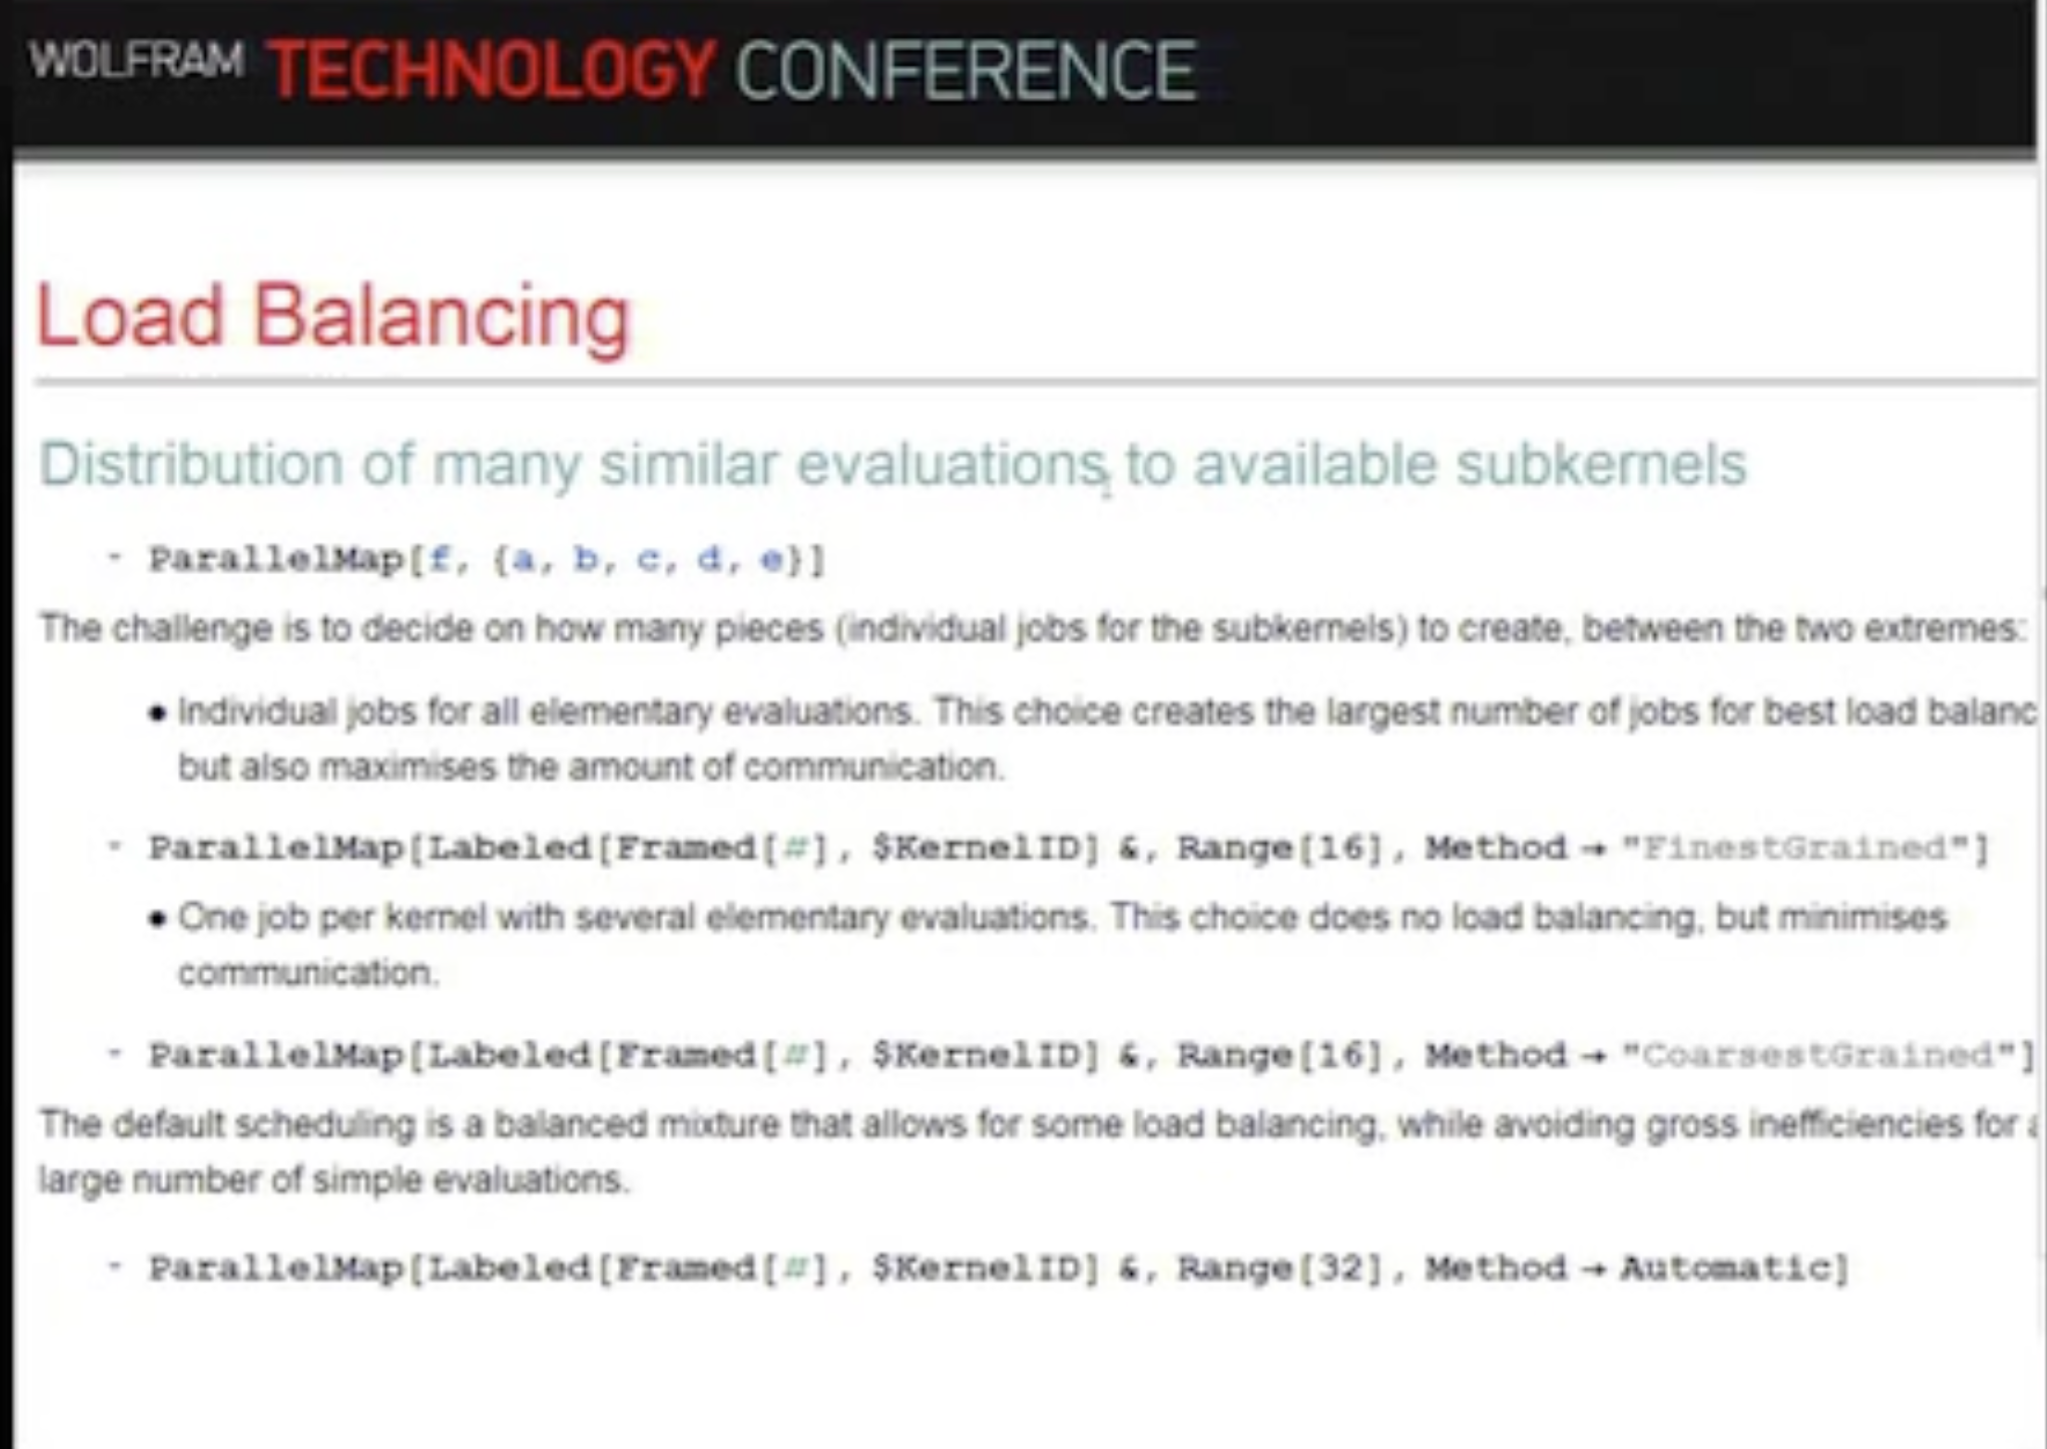 WOLFRAM TECHNOLOGY CONFERENCE
Load Balancing
Distribution of many similar evaluations to available subkernels
- ParallelMap[f, {a, b, c, d, e}]
The challenge is to decide on how many pieces (individual jobs for the subkernels) to create, between the two extremes:
• Individual jobs for all elementary evaluations. This choice creates the largest number of jobs for best load balanc
but also maximises the amount of communication.
- ParallelMap[Labeled[Framed[#], $KernelID] &, Range[16], Method → "FinestGrained"]
• One job per kernel with several elementary evaluations. This choice does no load balancing, but minimises
communication.
- ParallelMap[Labeled[Framed[#], $KernelID] &, Range[16], Method → "CoarsestGrained"]
The default scheduling is a balanced mixture that allows for some load balancing, while avoiding gross inefficiencies for a
large number of simple evaluations.
- ParallelMap[Labeled[Framed[#], $KernelID] &, Range[32], Method → Automatic]